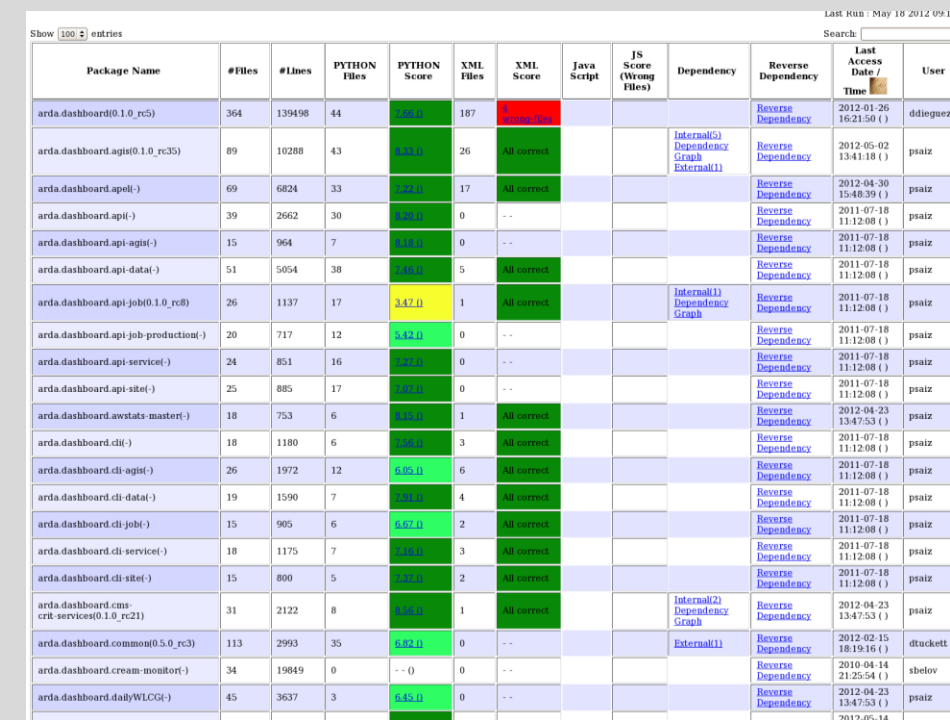 Last Run : May 18 2012 09:1
Show 100 entries
Search:
Package Name #Files #Lines PYTHON Files PYTHON Score XML Files XML Score Java Script JS Score (Wrong Files) Dependency Reverse Dependency Last Access Date / Time User
arda.dashboard(0.1.0_rc5) 364 139498 44 7.66 () 187 4 wrong files Reverse Dependency 2012-01-26 16:21:50 ( ) ddieguez
arda.dashboard.agis(0.1.0_rc35) 89 10288 43 8.33 () 26 All correct Internal(5) Dependency Graph External(1) Reverse Dependency 2012-05-02 13:41:18 ( ) psaiz
arda.dashboard.apel(-) 69 6824 33 7.22 () 17 All correct Reverse Dependency 2012-04-30 15:48:39 ( ) psaiz
arda.dashboard.api(-) 39 2662 30 8.20 () 0 - - Reverse Dependency 2011-07-18 11:12:08 ( ) psaiz
arda.dashboard.api-agis(-) 15 964 7 8.18 () 0 - - Reverse Dependency 2011-07-18 11:12:08 ( ) psaiz
arda.dashboard.api-data(-) 51 5054 38 7.46 () 5 All correct Reverse Dependency 2011-07-18 11:12:08 ( ) psaiz
arda.dashboard.api-job(0.1.0_rc8) 26 1137 17 3.47 () 1 All correct Internal(1) Dependency Graph Reverse Dependency 2011-07-18 11:12:08 ( ) psaiz
arda.dashboard.api-job-production(-) 20 717 12 5.42 () 0 - - Reverse Dependency 2011-07-18 11:12:08 ( ) psaiz
arda.dashboard.api-service(-) 24 851 16 7.27 () 0 - - Reverse Dependency 2011-07-18 11:12:08 ( ) psaiz
arda.dashboard.api-site(-) 25 885 17 7.07 () 0 - - Reverse Dependency 2011-07-18 11:12:08 ( ) psaiz
arda.dashboard.awstats-master(-) 18 753 6 8.15 () 1 All correct Reverse Dependency 2012-04-23 13:47:53 ( ) psaiz
arda.dashboard.cli(-) 18 1180 6 7.56 () 3 All correct Reverse Dependency 2011-07-18 11:12:08 ( ) psaiz
arda.dashboard.cli-agis(-) 26 1972 12 6.05 () 6 All correct Reverse Dependency 2011-07-18 11:12:08 ( ) psaiz
arda.dashboard.cli-data(-) 19 1590 7 7.91 () 4 All correct Reverse Dependency 2011-07-18 11:12:08 ( ) psaiz
arda.dashboard.cli-job(-) 15 905 6 6.67 () 2 All correct Reverse Dependency 2011-07-18 11:12:08 ( ) psaiz
arda.dashboard.cli-service(-) 18 1175 7 7.16 () 3 All correct Reverse Dependency 2011-07-18 11:12:08 ( ) psaiz
arda.dashboard.cli-site(-) 15 800 5 7.37 () 2 All correct Reverse Dependency 2011-07-18 11:12:08 ( ) psaiz
arda.dashboard.cms-crit-services(0.1.0_rc21) 31 2122 8 8.56 () 1 All correct Internal(2) Dependency Graph Reverse Dependency 2012-04-23 13:47:53 ( ) psaiz
arda.dashboard.common(0.5.0_rc3) 113 2993 35 6.82 () 0 - - External(1) Reverse Dependency 2012-02-15 18:19:16 ( ) dtuckett
arda.dashboard.cream-monitor(-) 34 19849 0 - - () 0 - - Reverse Dependency 2010-04-14 21:25:54 ( ) sbelov
arda.dashboard.dailyWLCG(-) 45 3637 3 6.45 () 0 - - Reverse Dependency 2012-04-23 13:47:53 ( ) psaiz
2012-05-14